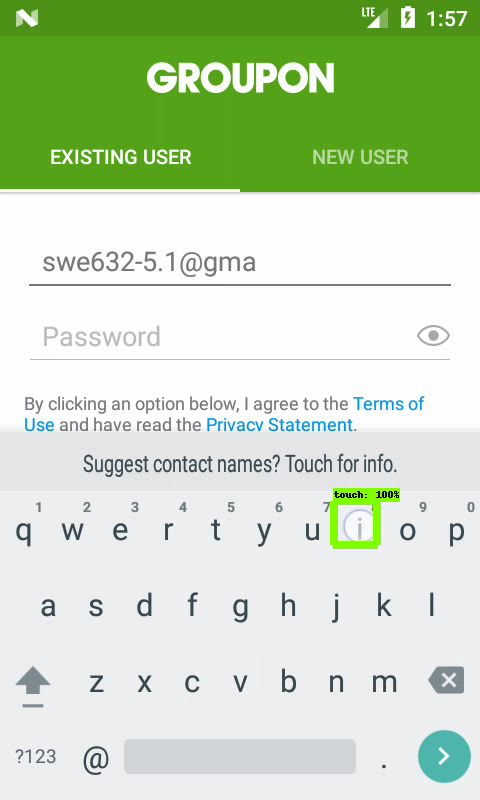 LTE 1:57
GROUPON
EXISTING USER NEW USER
swe632-5.1@gma
Password
By clicking an option below, I agree to the Terms of
Use and have read the Privacy Statement.
Suggest contact names? Touch for info.
touch: 100%
1 2 3 4 5 6 7 9 0
q w e r t y u i o p
a s d f g h j k l
z x c v b n m
?123 @ .